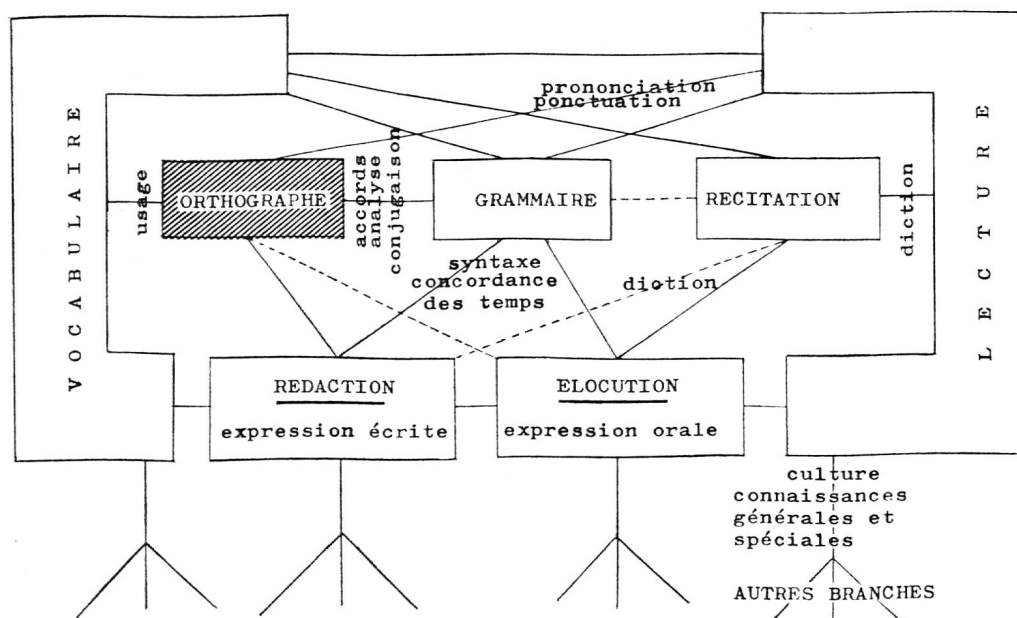 VOCABULAIRE
LECTURE
prononciation
ponctuation
usage
ORTHOGRAPHE
accords
analyse
conjugaison
GRAMMAIRE
RECITATION
diction
syntaxe
concordance
des temps
diction
REDACTION
expression écrite
ELOCUTION
expression orale
culture
connaissances
générales et
spéciales
AUTRES BRANCHES